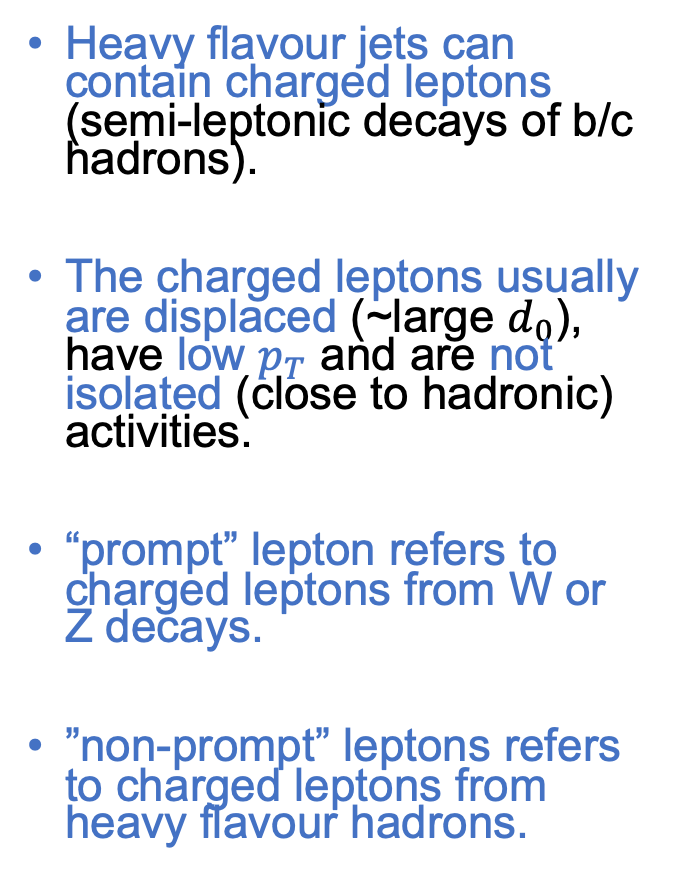 • Heavy flavour jets can
contain charged leptons
(semi-leptonic decays of b/c
hadrons).
• The charged leptons usually
are displaced (~large d₀),
have low p_T and are not
isolated (close to hadronic)
activities.
• “prompt” lepton refers to
charged leptons from W or
Z decays.
• ”non-prompt” leptons refers
to charged leptons from
heavy flavour hadrons.